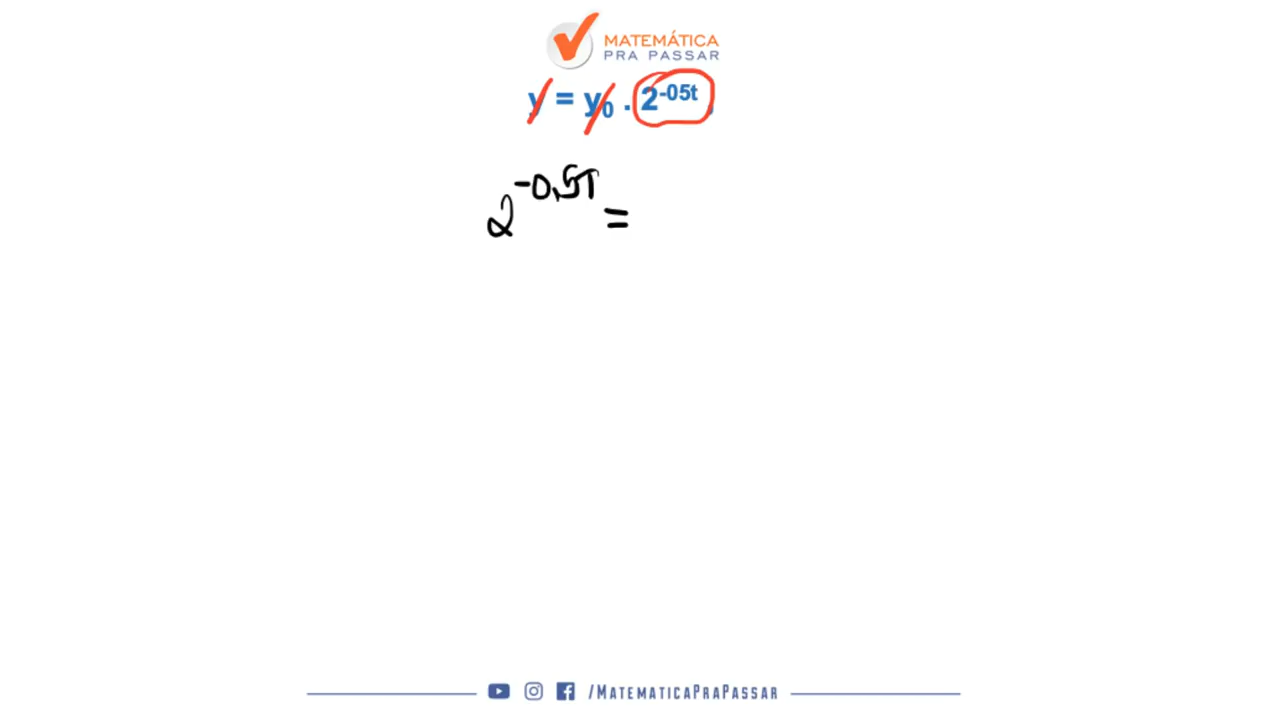 MATEMÁTICA
PRA PASSAR
y = y₀ . 2⁻⁰⁵ᵗ,
2⁻⁰,⁵ᵀ =
/MATEMATICAPRAPASSAR